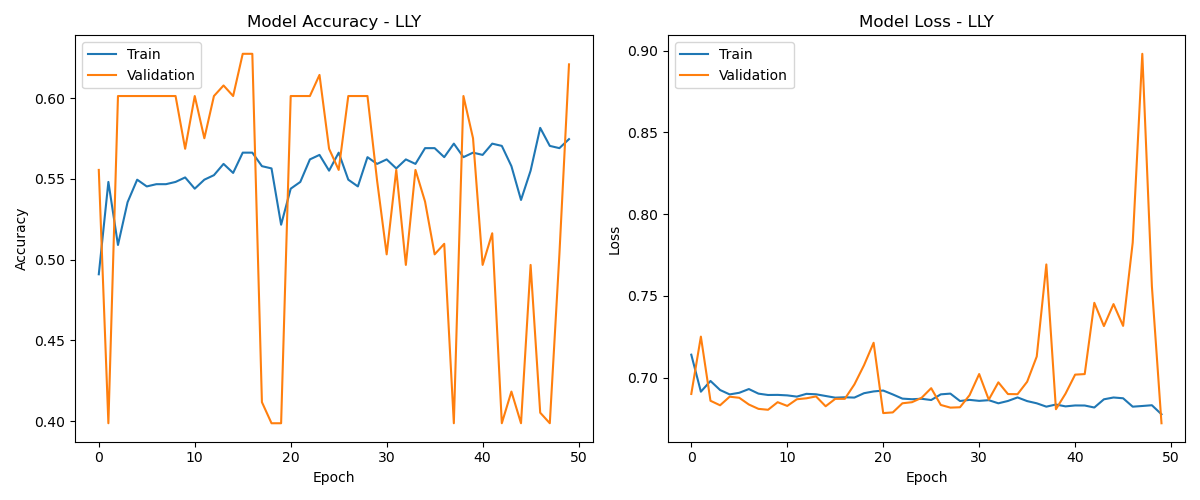 Model Accuracy - LLY
Train
Validation
0.60
0.55
0.50
0.45
0.40
Accuracy
0 10 20 30 40 50
Epoch
Model Loss - LLY
Train
Validation
0.90
0.85
0.80
0.75
0.70
Loss
0 10 20 30 40 50
Epoch